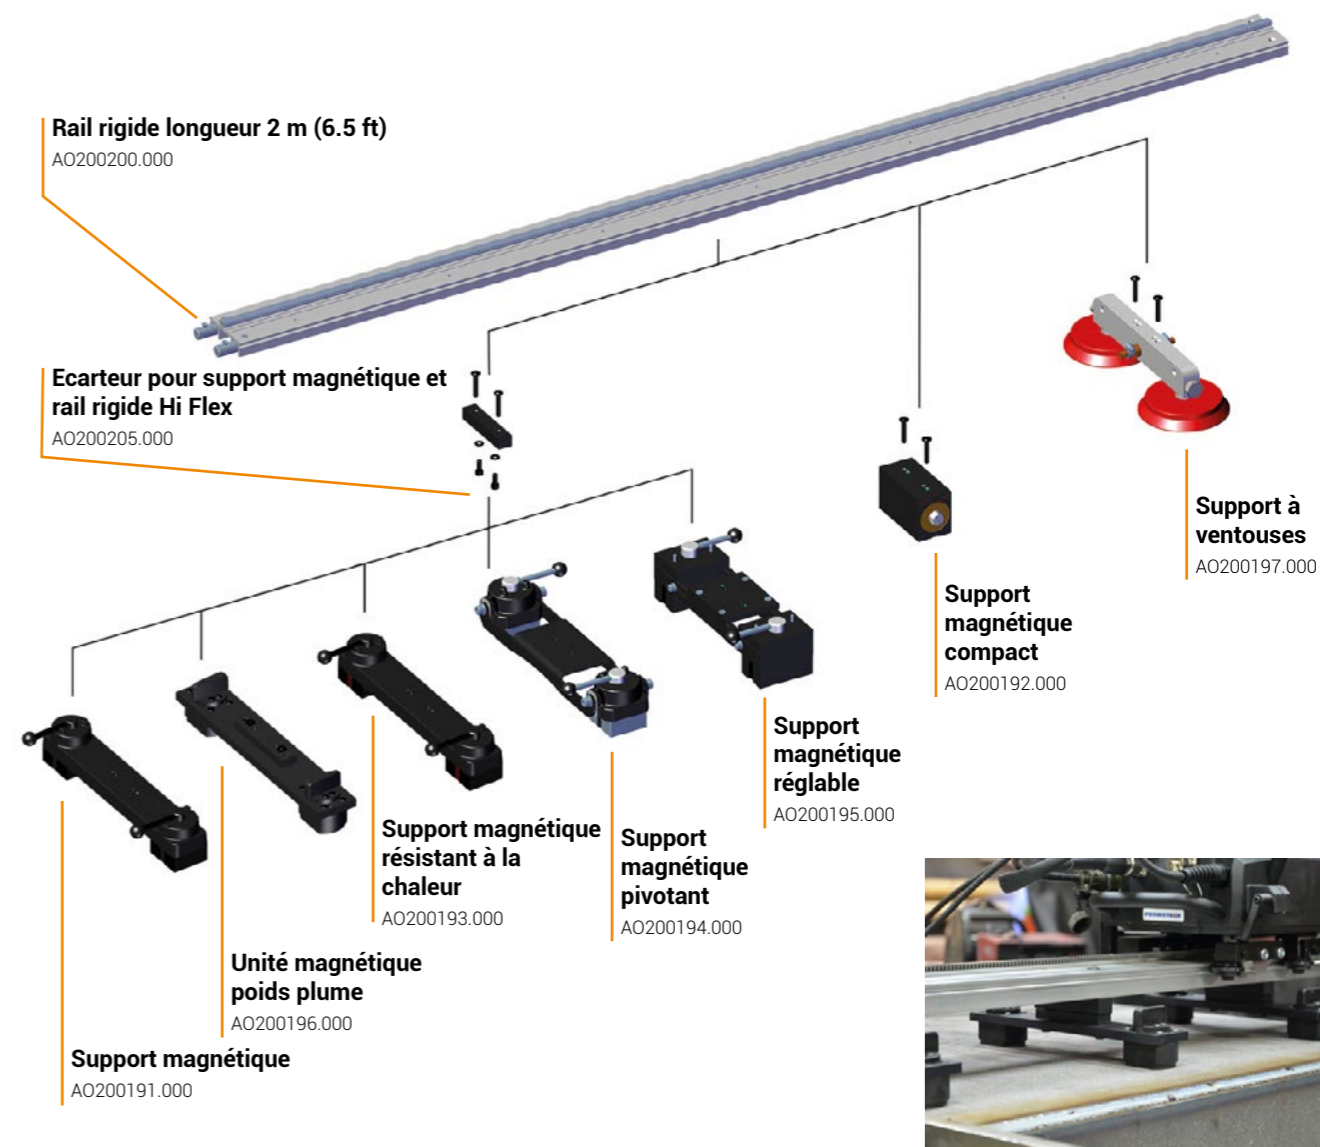 Rail rigide longueur 2 m (6.5 ft)
AO200200.000
Ecarteur pour support magnétique et
rail rigide Hi Flex
AO200205.000
Support à
ventouses
AO200197.000
Support
magnétique
compact
AO200192.000
Support
magnétique
réglable
AO200195.000
Support magnétique
résistant à la
chaleur
AO200193.000
Support
magnétique
pivotant
AO200194.000
Unité magnétique
poids plume
AO200196.000
Support magnétique
AO200191.000